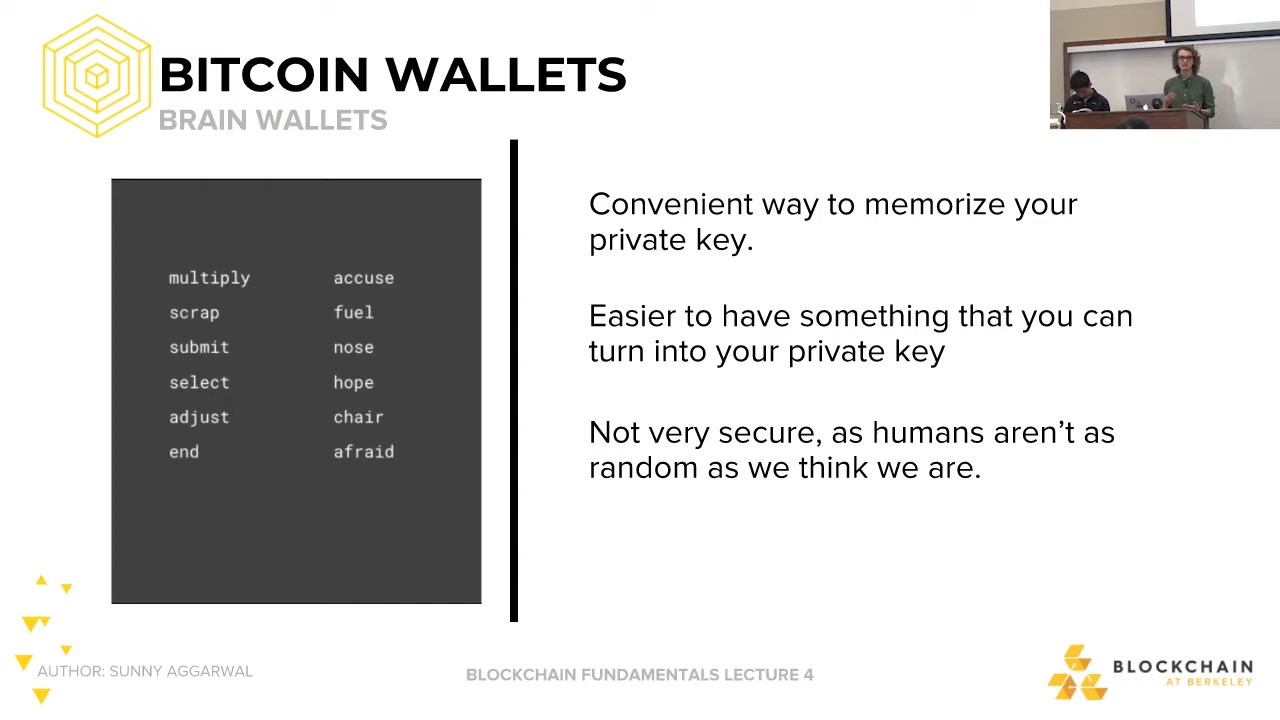 BITCOIN WALLETS
BRAIN WALLETS
multiply accuse
scrap fuel
submit nose
select hope
adjust chair
end afraid
Convenient way to memorize your
private key.
Easier to have something that you can
turn into your private key
Not very secure, as humans aren’t as
random as we think we are.
AUTHOR: SUNNY AGGARWAL
BLOCKCHAIN FUNDAMENTALS LECTURE 4
BLOCKCHAIN
AT BERKELEY